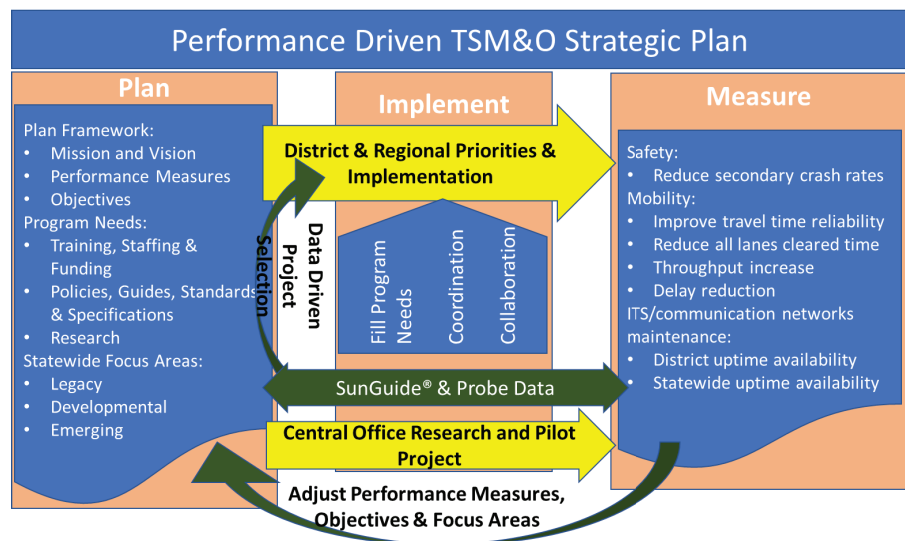 Performance Driven TSM&O Strategic Plan
Plan
Plan Framework:
• Mission and Vision
• Performance Measures
• Objectives
Program Needs:
• Training, Staffing &
Funding
• Policies, Guides, Standards
& Specifications
• Research
Statewide Focus Areas:
• Legacy
• Developmental
• Emerging
Implement
District & Regional Priorities &
Implementation
Data Driven
Project
Selection
Fill Program
Needs
Coordination
Collaboration
SunGuide® & Probe Data
Central Office Research and Pilot
Project
Adjust Performance Measures,
Objectives & Focus Areas
Measure
Safety:
• Reduce secondary crash rates
Mobility:
• Improve travel time reliability
• Reduce all lanes cleared time
• Throughput increase
• Delay reduction
ITS/communication networks
maintenance:
• District uptime availability
• Statewide uptime availability